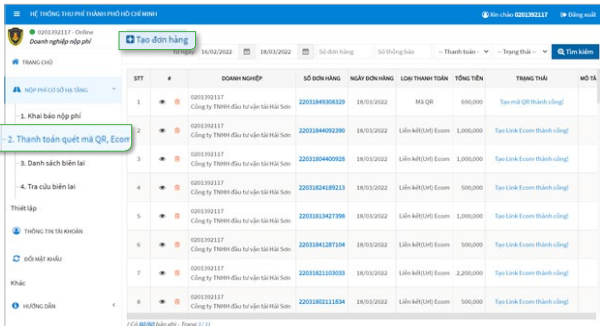 HỆ THỐNG THU PHÍ THÀNH PHỐ HỒ CHÍ MINH
Xin chào 0201392117
Đăng xuất
0201392117 - Online
Doanh nghiệp nộp phí
TRANG CHỦ
NỘP PHÍ CƠ SỞ HẠ TẦNG
1. Khai báo nộp phí
2. Thanh toán quét mã QR, Ecom
3. Danh sách biên lai
4. Tra cứu biên lai
Thiết lập
THÔNG TIN TÀI KHOẢN
ĐỔI MẬT KHẨU
Khác
HƯỚNG DẪN
Tạo đơn hàng
Từ ngày 16/02/2022 18/03/2022 Số đơn hàng Số thông báo -- Thanh toán- -- Trạng thái -- Tìm kiếm
STT # DOANH NGHIỆP SỐ ĐƠN HÀNG NGÀY ĐƠN HÀNG LOẠI THANH TOÁN TỔNG TIỀN TRẠNG THÁI MÔ TẢ
1 0201392117 Công ty TNHH đầu tư vận tải Hải Sơn 22031849308329 18/03/2022 Mã QR 690,000 Tạo mã QR thành công!
2 0201392117 Công ty TNHH đầu tư vận tải Hải Sơn 22031844092390 18/03/2022 Liên kết(Url) Ecom 1,000,000 Tạo Link Ecom thành công!
3 0201392117 Công ty TNHH đầu tư vận tải Hải Sơn 22031804400928 18/03/2022 Liên kết(Url) Ecom 1,000,000 Tạo Link Ecom thành công!
4 0201392117 Công ty TNHH đầu tư vận tải Hải Sơn 22031824189213 18/03/2022 Liên kết(Url) Ecom 500,000 Tạo Link Ecom thành công!
5 0201392117 Công ty TNHH đầu tư vận tải Hải Sơn 22031813427398 18/03/2022 Liên kết(Url) Ecom 1,000,000 Tạo Link Ecom thành công!
6 0201392117 Công ty TNHH đầu tư vận tải Hải Sơn 22031841287104 18/03/2022 Liên kết(Url) Ecom 500,000 Tạo Link Ecom thành công!
7 0201392117 Công ty TNHH đầu tư vận tải Hải Sơn 22031821103033 18/03/2022 Liên kết(Url) Ecom 2,200,000 Tạo Link Ecom thành công!
8 0201392117 Công ty TNHH đầu tư vận tải Hải Sơn 22031802111634 18/03/2022 Liên kết(Url) Ecom 500,000 Tạo Link Ecom thành công!
( Có 60/60 bản ghi - Trang 1/ 1)